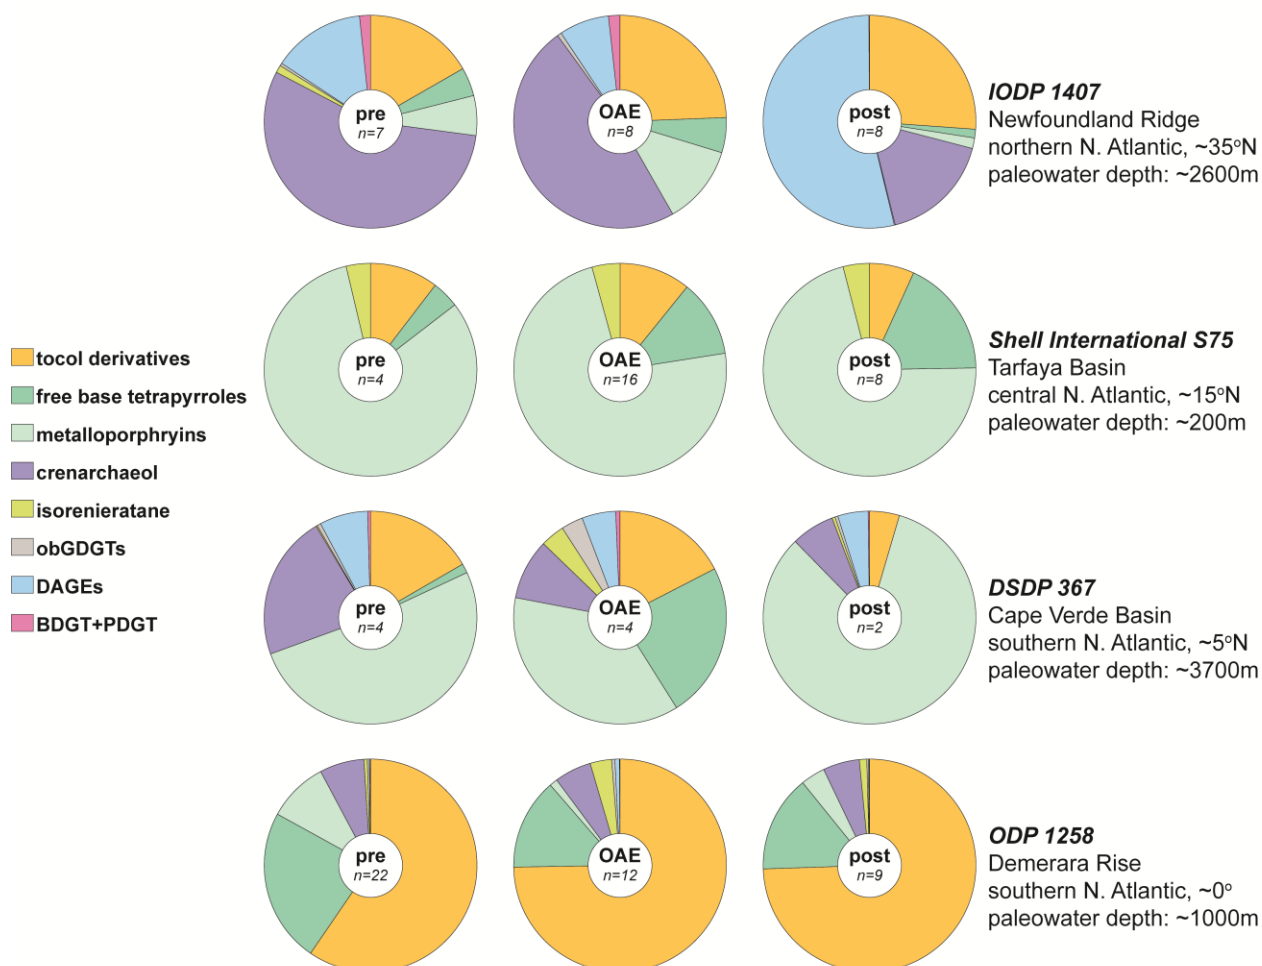 pre
n=7
OAE
n=8
post
n=8
IODP 1407
Newfoundland Ridge
northern N. Atlantic, ~35°N
paleowater depth: ~2600m
tocol derivatives
free base tetrapyrroles
metalloporphryins
crenarchaeol
isorenieratane
obGDGTs
DAGEs
BDGT+PDGT
pre
n=4
OAE
n=16
post
n=8
Shell International S75
Tarfaya Basin
central N. Atlantic, ~15°N
paleowater depth: ~200m
pre
n=4
OAE
n=4
post
n=2
DSDP 367
Cape Verde Basin
southern N. Atlantic, ~5°N
paleowater depth: ~3700m
pre
n=22
OAE
n=12
post
n=9
ODP 1258
Demerara Rise
southern N. Atlantic, ~0°
paleowater depth: ~1000m